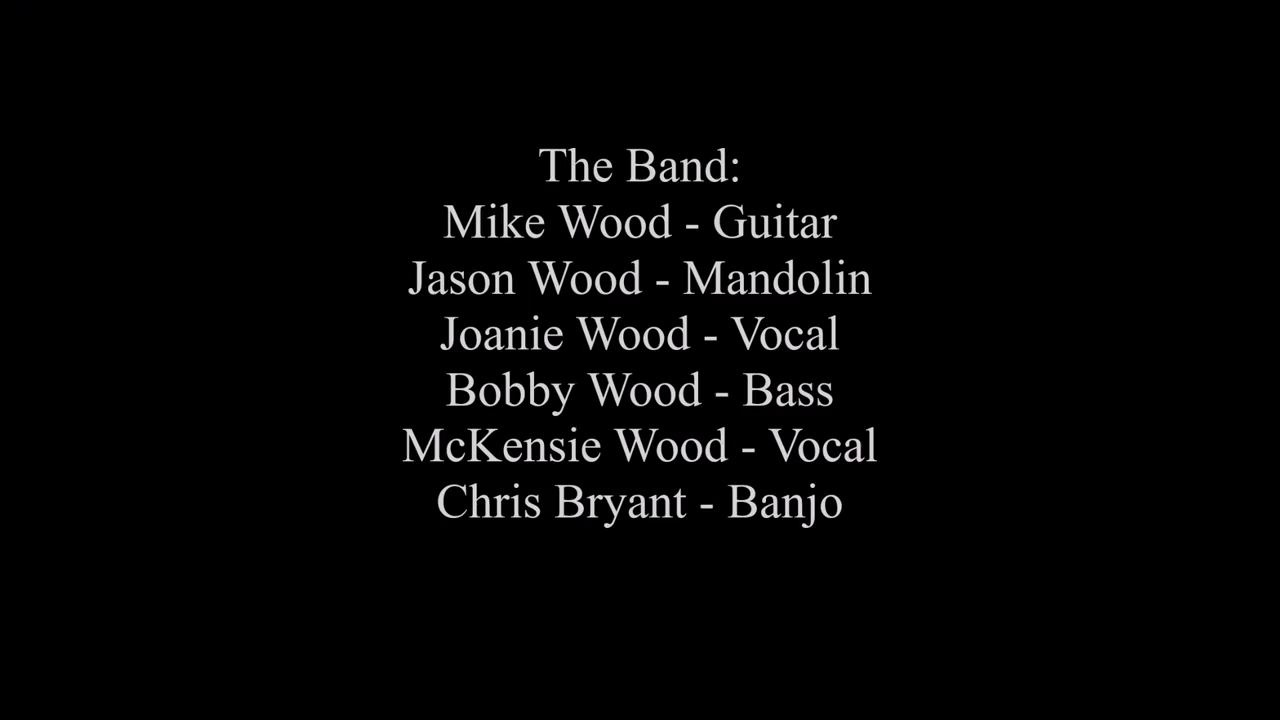 The Band:
Mike Wood - Guitar
Jason Wood - Mandolin
Joanie Wood - Vocal
Bobby Wood - Bass
McKensie Wood - Vocal
Chris Bryant - Banjo